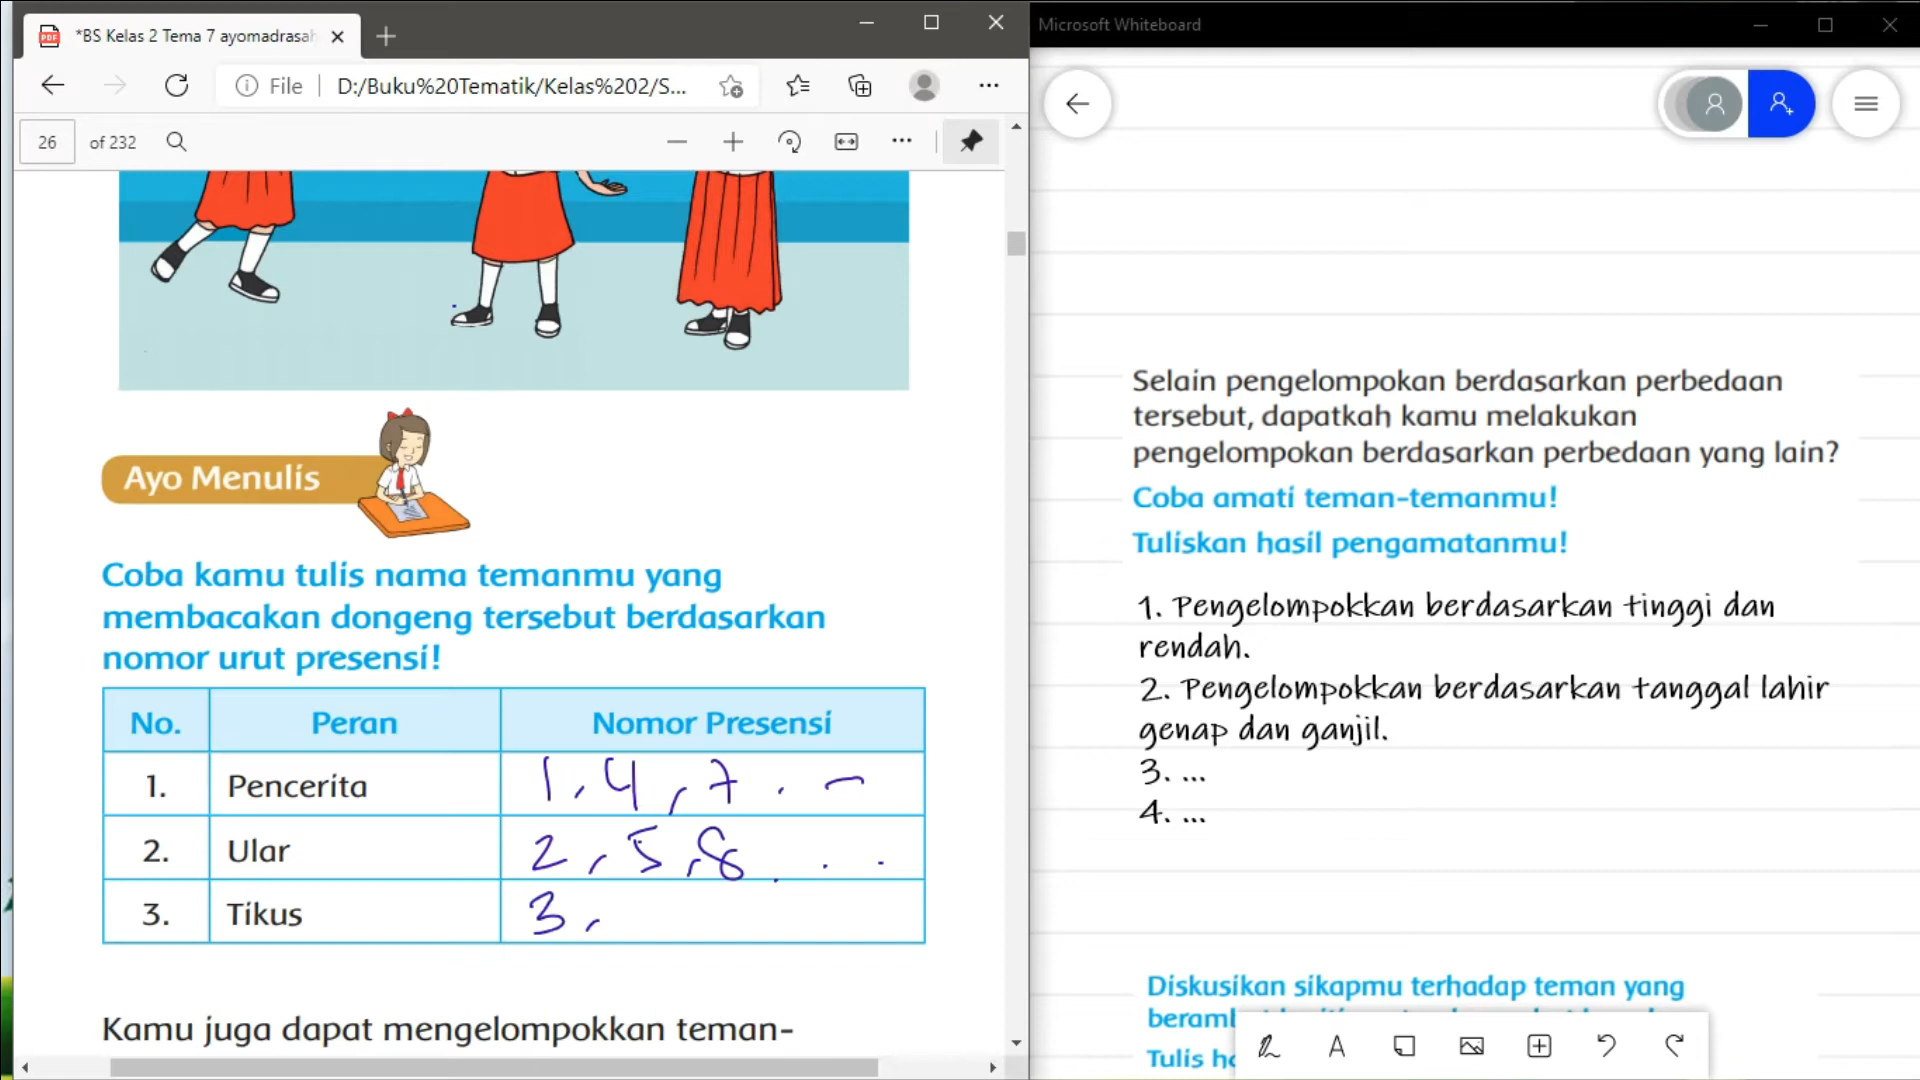 *BS Kelas 2 Tema 7 ayomadrasah
File
D:/Buku%20Tematik/Kelas%202/S...
26 of 232
Ayo Menulis
Coba kamu tulis nama temanmu yang
membacakan dongeng tersebut berdasarkan
nomor urut presensi!
No. Peran Nomor Presensi
1. Pencerita 1, 4, 7 . -
2. Ular 2, 5, 8 . . .
3. Tikus 3,
Kamu juga dapat mengelompokkan teman-
Microsoft Whiteboard
Selain pengelompokan berdasarkan perbedaan
tersebut, dapatkah kamu melakukan
pengelompokan berdasarkan perbedaan yang lain?
Coba amati teman-temanmu!
Tuliskan hasil pengamatanmu!
1. Pengelompokkan berdasarkan tinggi dan
rendah.
2. Pengelompokkan berdasarkan tanggal lahir
genap dan ganjil.
3. ...
4. ...
Diskusikan sikapmu terhadap teman yang
Tulis